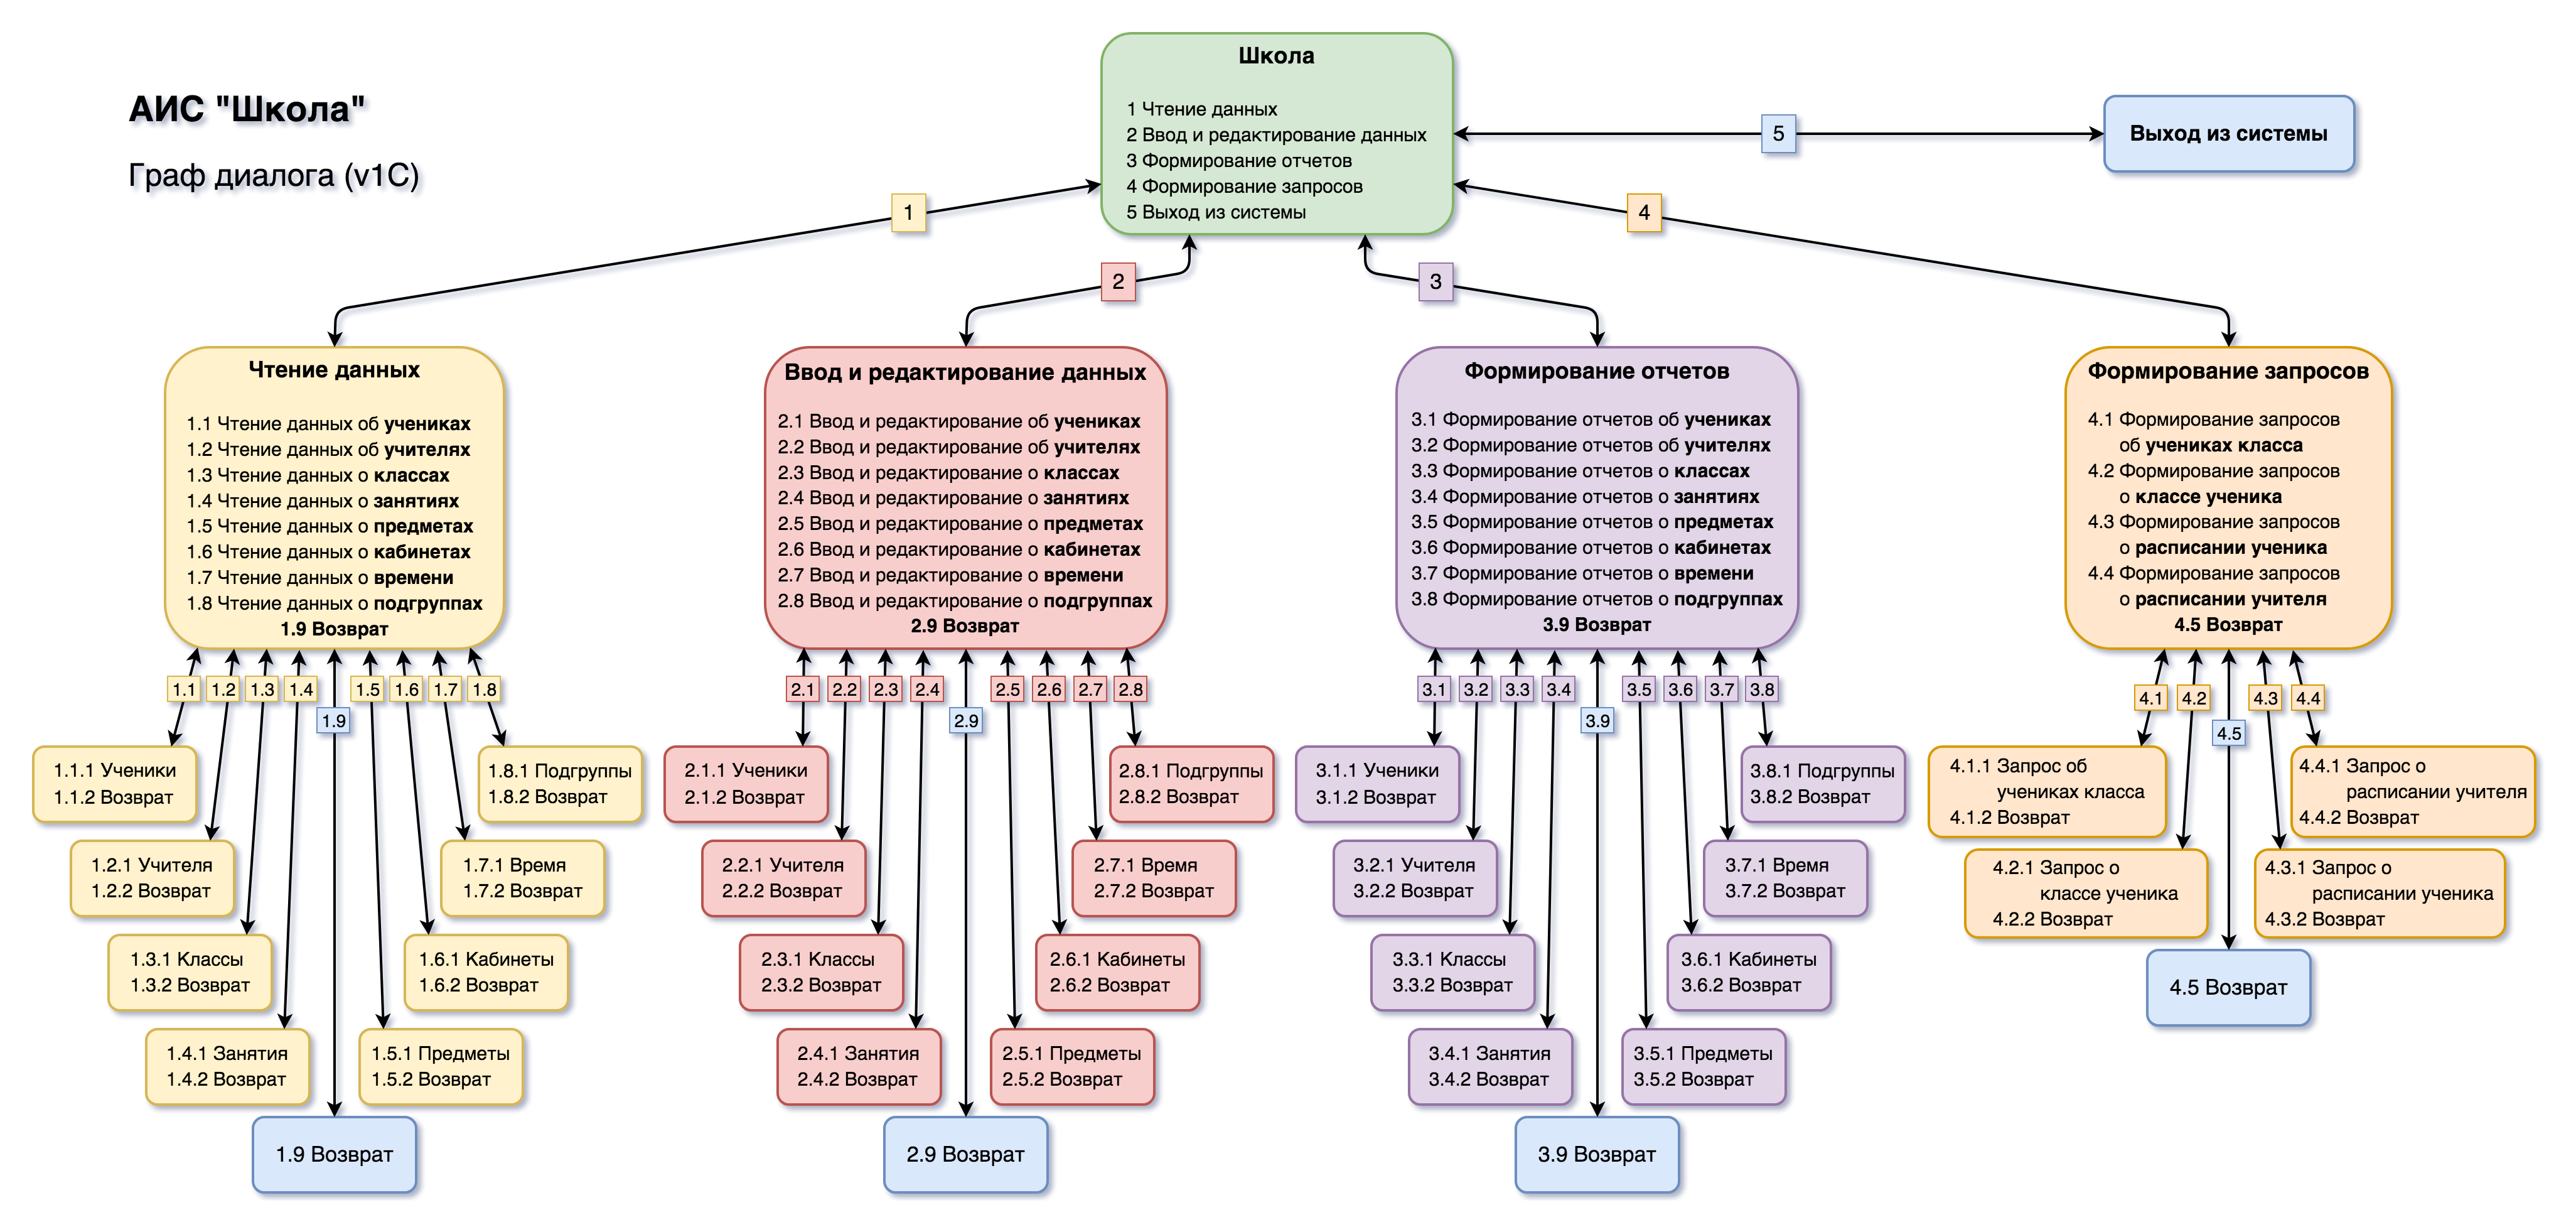 АИС "Школа"
Граф диалога (v1C)
Школа
1 Чтение данных
2 Ввод и редактирование данных
3 Формирование отчетов
4 Формирование запросов
5 Выход из системы
5
Выход из системы
1
2
3
4
Чтение данных
1.1 Чтение данных об учениках
1.2 Чтение данных об учителях
1.3 Чтение данных о классах
1.4 Чтение данных о занятиях
1.5 Чтение данных о предметах
1.6 Чтение данных о кабинетах
1.7 Чтение данных о времени
1.8 Чтение данных о подгруппах
1.9 Возврат
Ввод и редактирование данных
2.1 Ввод и редактирование об учениках
2.2 Ввод и редактирование об учителях
2.3 Ввод и редактирование о классах
2.4 Ввод и редактирование о занятиях
2.5 Ввод и редактирование о предметах
2.6 Ввод и редактирование о кабинетах
2.7 Ввод и редактирование о времени
2.8 Ввод и редактирование о подгруппах
2.9 Возврат
Формирование отчетов
3.1 Формирование отчетов об учениках
3.2 Формирование отчетов об учителях
3.3 Формирование отчетов о классах
3.4 Формирование отчетов о занятиях
3.5 Формирование отчетов о предметах
3.6 Формирование отчетов о кабинетах
3.7 Формирование отчетов о времени
3.8 Формирование отчетов о подгруппах
3.9 Возврат
Формирование запросов
4.1 Формирование запросов
об учениках класса
4.2 Формирование запросов
о классе ученика
4.3 Формирование запросов
о расписании ученика
4.4 Формирование запросов
о расписании учителя
4.5 Возврат
1.1
1.2
1.3
1.4
1.9
1.5
1.6
1.7
1.8
1.1.1 Ученики
1.1.2 Возврат
1.8.1 Подгруппы
1.8.2 Возврат
1.2.1 Учителя
1.2.2 Возврат
1.7.1 Время
1.7.2 Возврат
1.3.1 Классы
1.3.2 Возврат
1.6.1 Кабинеты
1.6.2 Возврат
1.4.1 Занятия
1.4.2 Возврат
1.5.1 Предметы
1.5.2 Возврат
1.9 Возврат
2.1
2.2
2.3
2.4
2.9
2.5
2.6
2.7
2.8
2.1.1 Ученики
2.1.2 Возврат
2.8.1 Подгруппы
2.8.2 Возврат
2.2.1 Учителя
2.2.2 Возврат
2.7.1 Время
2.7.2 Возврат
2.3.1 Классы
2.3.2 Возврат
2.6.1 Кабинеты
2.6.2 Возврат
2.4.1 Занятия
2.4.2 Возврат
2.5.1 Предметы
2.5.2 Возврат
2.9 Возврат
3.1
3.2
3.3
3.4
3.9
3.5
3.6
3.7
3.8
3.1.1 Ученики
3.1.2 Возврат
3.8.1 Подгруппы
3.8.2 Возврат
3.2.1 Учителя
3.2.2 Возврат
3.7.1 Время
3.7.2 Возврат
3.3.1 Классы
3.3.2 Возврат
3.6.1 Кабинеты
3.6.2 Возврат
3.4.1 Занятия
3.4.2 Возврат
3.5.1 Предметы
3.5.2 Возврат
3.9 Возврат
4.1
4.2
4.5
4.3
4.4
4.1.1 Запрос об
учениках класса
4.1.2 Возврат
4.4.1 Запрос о
расписании учителя
4.4.2 Возврат
4.2.1 Запрос о
классе ученика
4.2.2 Возврат
4.3.1 Запрос о
расписании ученика
4.3.2 Возврат
4.5 Возврат